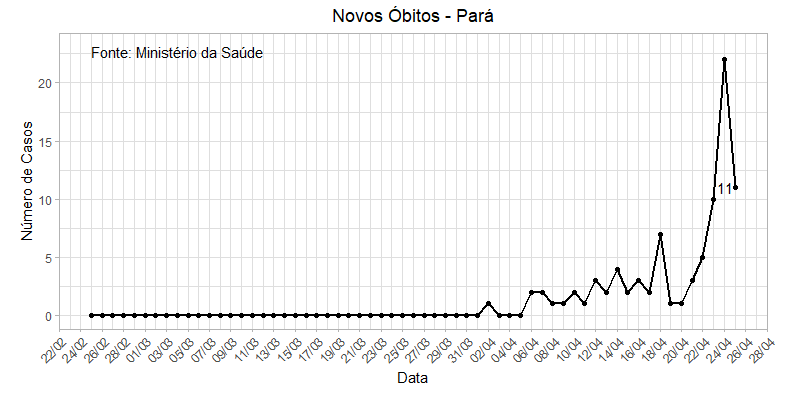 Novos Óbitos - Pará
Fonte: Ministério da Saúde
Número de Casos
20
15
10
5
0
11
22/02 24/02 26/02 28/02 01/03 03/03 05/03 07/03 09/03 11/03 13/03 15/03 17/03 19/03 21/03 23/03 25/03 27/03 29/03 31/03 02/04 04/04 06/04 08/04 10/04 12/04 14/04 16/04 18/04 20/04 22/04 24/04 26/04 28/04
Data